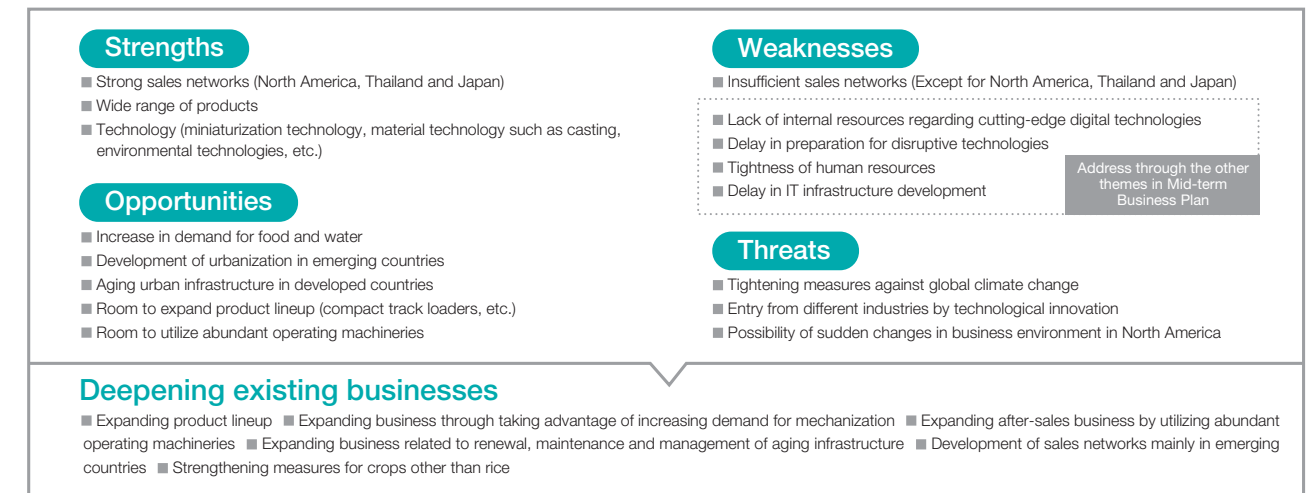 Strengths
■ Strong sales networks (North America, Thailand and Japan)
■ Wide range of products
■ Technology (miniaturization technology, material technology such as casting,
environmental technologies, etc.)
Opportunities
■ Increase in demand for food and water
■ Development of urbanization in emerging countries
■ Aging urban infrastructure in developed countries
■ Room to expand product lineup (compact track loaders, etc.)
■ Room to utilize abundant operating machineries
Weaknesses
■ Insufficient sales networks (Except for North America, Thailand and Japan)
■ Lack of internal resources regarding cutting-edge digital technologies
■ Delay in preparation for disruptive technologies
■ Tightness of human resources
■ Delay in IT infrastructure development
Address through the other
themes in Mid-term
Business Plan
Threats
■ Tightening measures against global climate change
■ Entry from different industries by technological innovation
■ Possibility of sudden changes in business environment in North America
Deepening existing businesses
■ Expanding product lineup ■ Expanding business through taking advantage of increasing demand for mechanization ■ Expanding after-sales business by utilizing abundant
operating machineries ■ Expanding business related to renewal, maintenance and management of aging infrastructure ■ Development of sales networks mainly in emerging
countries ■ Strengthening measures for crops other than rice